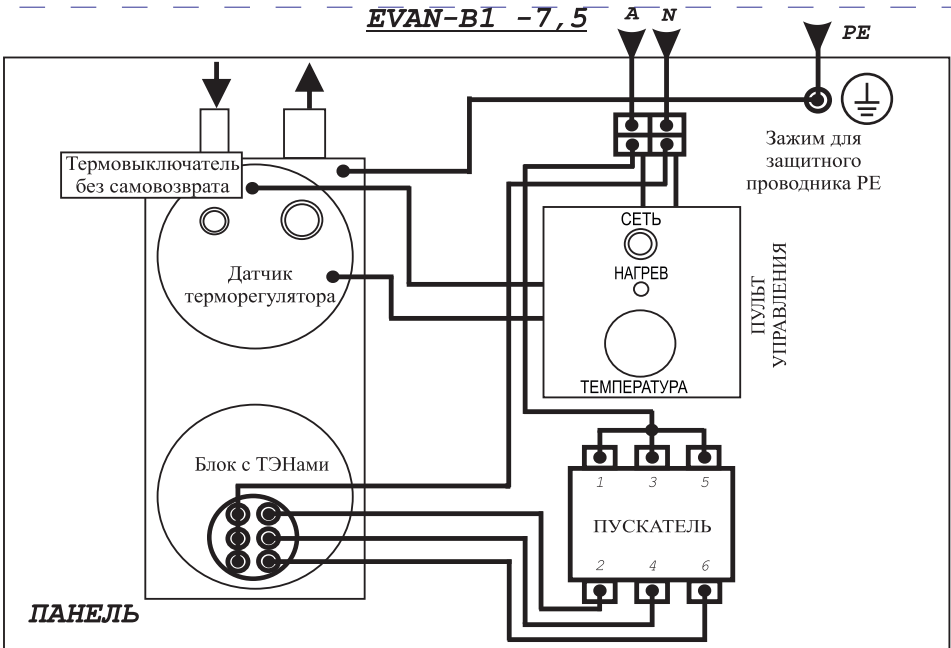 EVAN-B1 -7,5
A N
PE
Зажим для
защитного
проводника PE
Термовыключатель
без самовозврата
Датчик
терморегулятора
СЕТЬ
НАГРЕВ
ТЕМПЕРАТУРА
ПУЛЬТ
УПРАВЛЕНИЯ
Блок с ТЭНами
1 3 5
ПУСКАТЕЛЬ
2 4 6
ПАНЕЛЬ